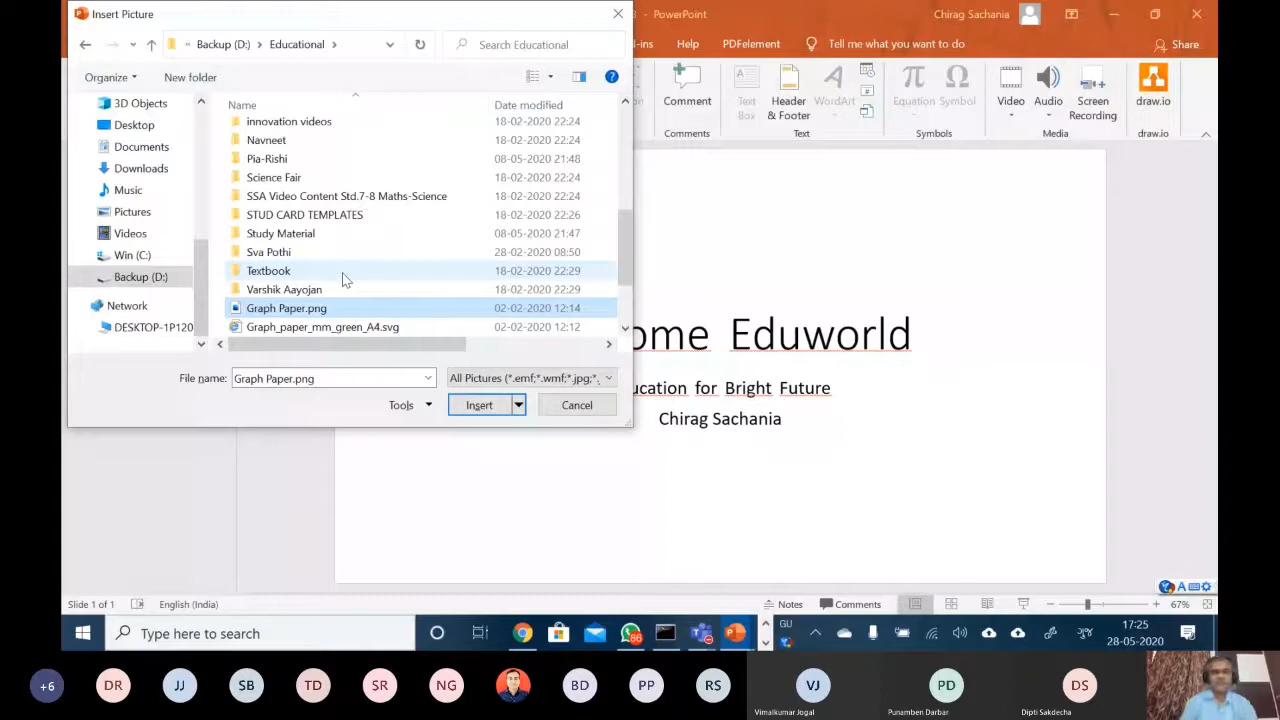 Insert Picture
PowerPoint
Chirag Sachania
Backup (D:) Educational
Search Educational
Help PDFelement Tell me what you want to do Share
Organize New folder
Comment
Text Box
Header & Footer
WordArt
Equation Symbol
Video Audio Screen Recording
draw.io
Comments Text Symbols Media draw.io
Name Date modified
3D Objects
Desktop
Documents
Downloads
Music
Pictures
Videos
Win (C:)
Backup (D:)
Network
DESKTOP-1P120
innovation videos 18-02-2020 22:24
Navneet 18-02-2020 22:24
Pia-Rishi 08-05-2020 21:48
Science Fair 18-02-2020 22:24
SSA Video Content Std.7-8 Maths-Science 18-02-2020 22:24
STUD CARD TEMPLATES 18-02-2020 22:26
Study Material 08-05-2020 21:47
Sva Pothi 28-02-2020 08:50
Textbook 18-02-2020 22:29
Varshik Aayojan 18-02-2020 22:29
Graph Paper.png 02-02-2020 12:14
Graph_paper_mm_green_A4.svg 02-02-2020 12:12
File name: Graph Paper.png All Pictures (*.emf;*.wmf;*.jpg;*.
Tools Insert Cancel
ome Eduworld
ucation for Bright Future
Chirag Sachania
Slide 1 of 1 English (India) Notes Comments 67%
Type here to search
86
GU
17:25
28-05-2020
+6 DR JJ SB TD SR NG BD PP RS VJ PD DS
Vimalkumar Jogal Punamben Darbar Dipti Sakdecha